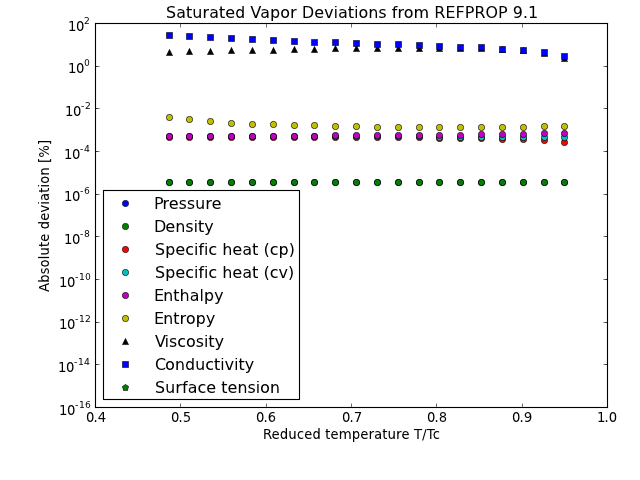 Saturated Vapor Deviations from REFPROP 9.1
Absolute deviation [%]
10^2
10^0
10^-2
10^-4
10^-6
10^-8
10^-10
10^-12
10^-14
10^-16
Pressure
Density
Specific heat (cp)
Specific heat (cv)
Enthalpy
Entropy
Viscosity
Conductivity
Surface tension
0.4 0.5 0.6 0.7 0.8 0.9 1.0
Reduced temperature T/Tc